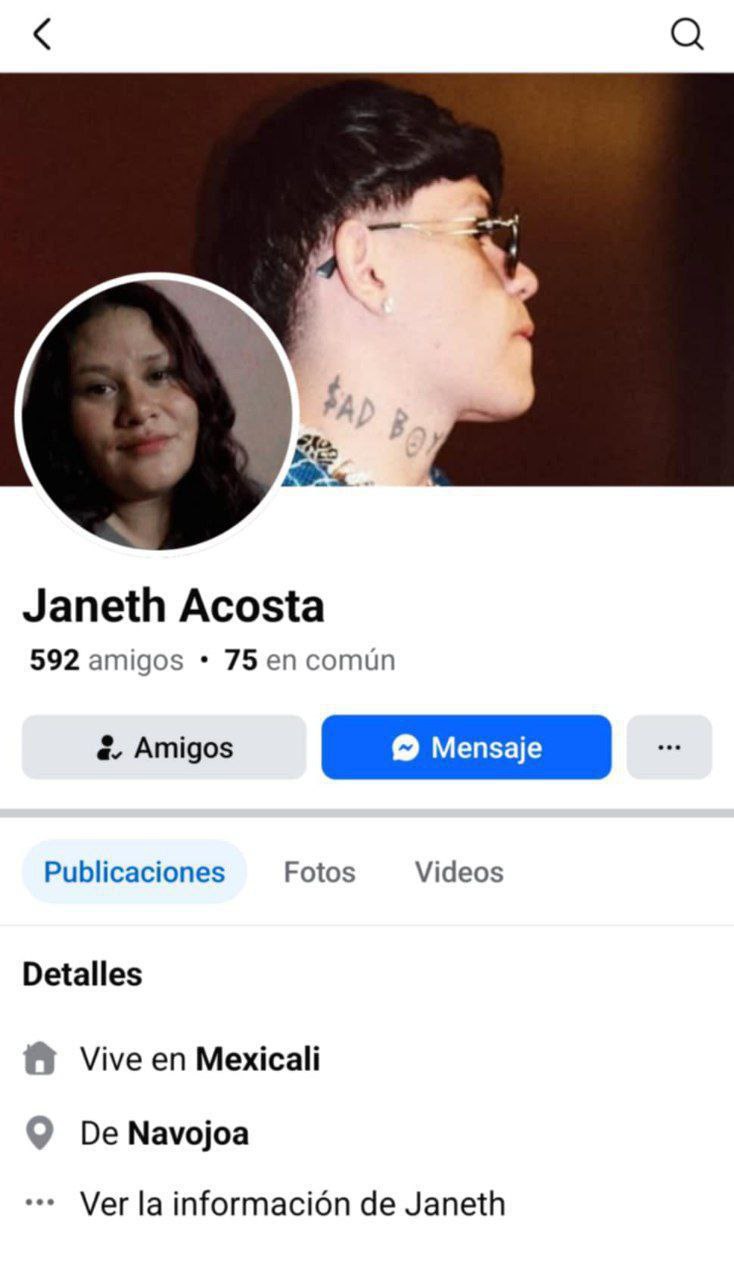 $AD BOY
Janeth Acosta
592 amigos • 75 en común
Amigos
Mensaje
Publicaciones
Fotos
Videos
Detalles
Vive en Mexicali
De Navojoa
Ver la información de Janeth